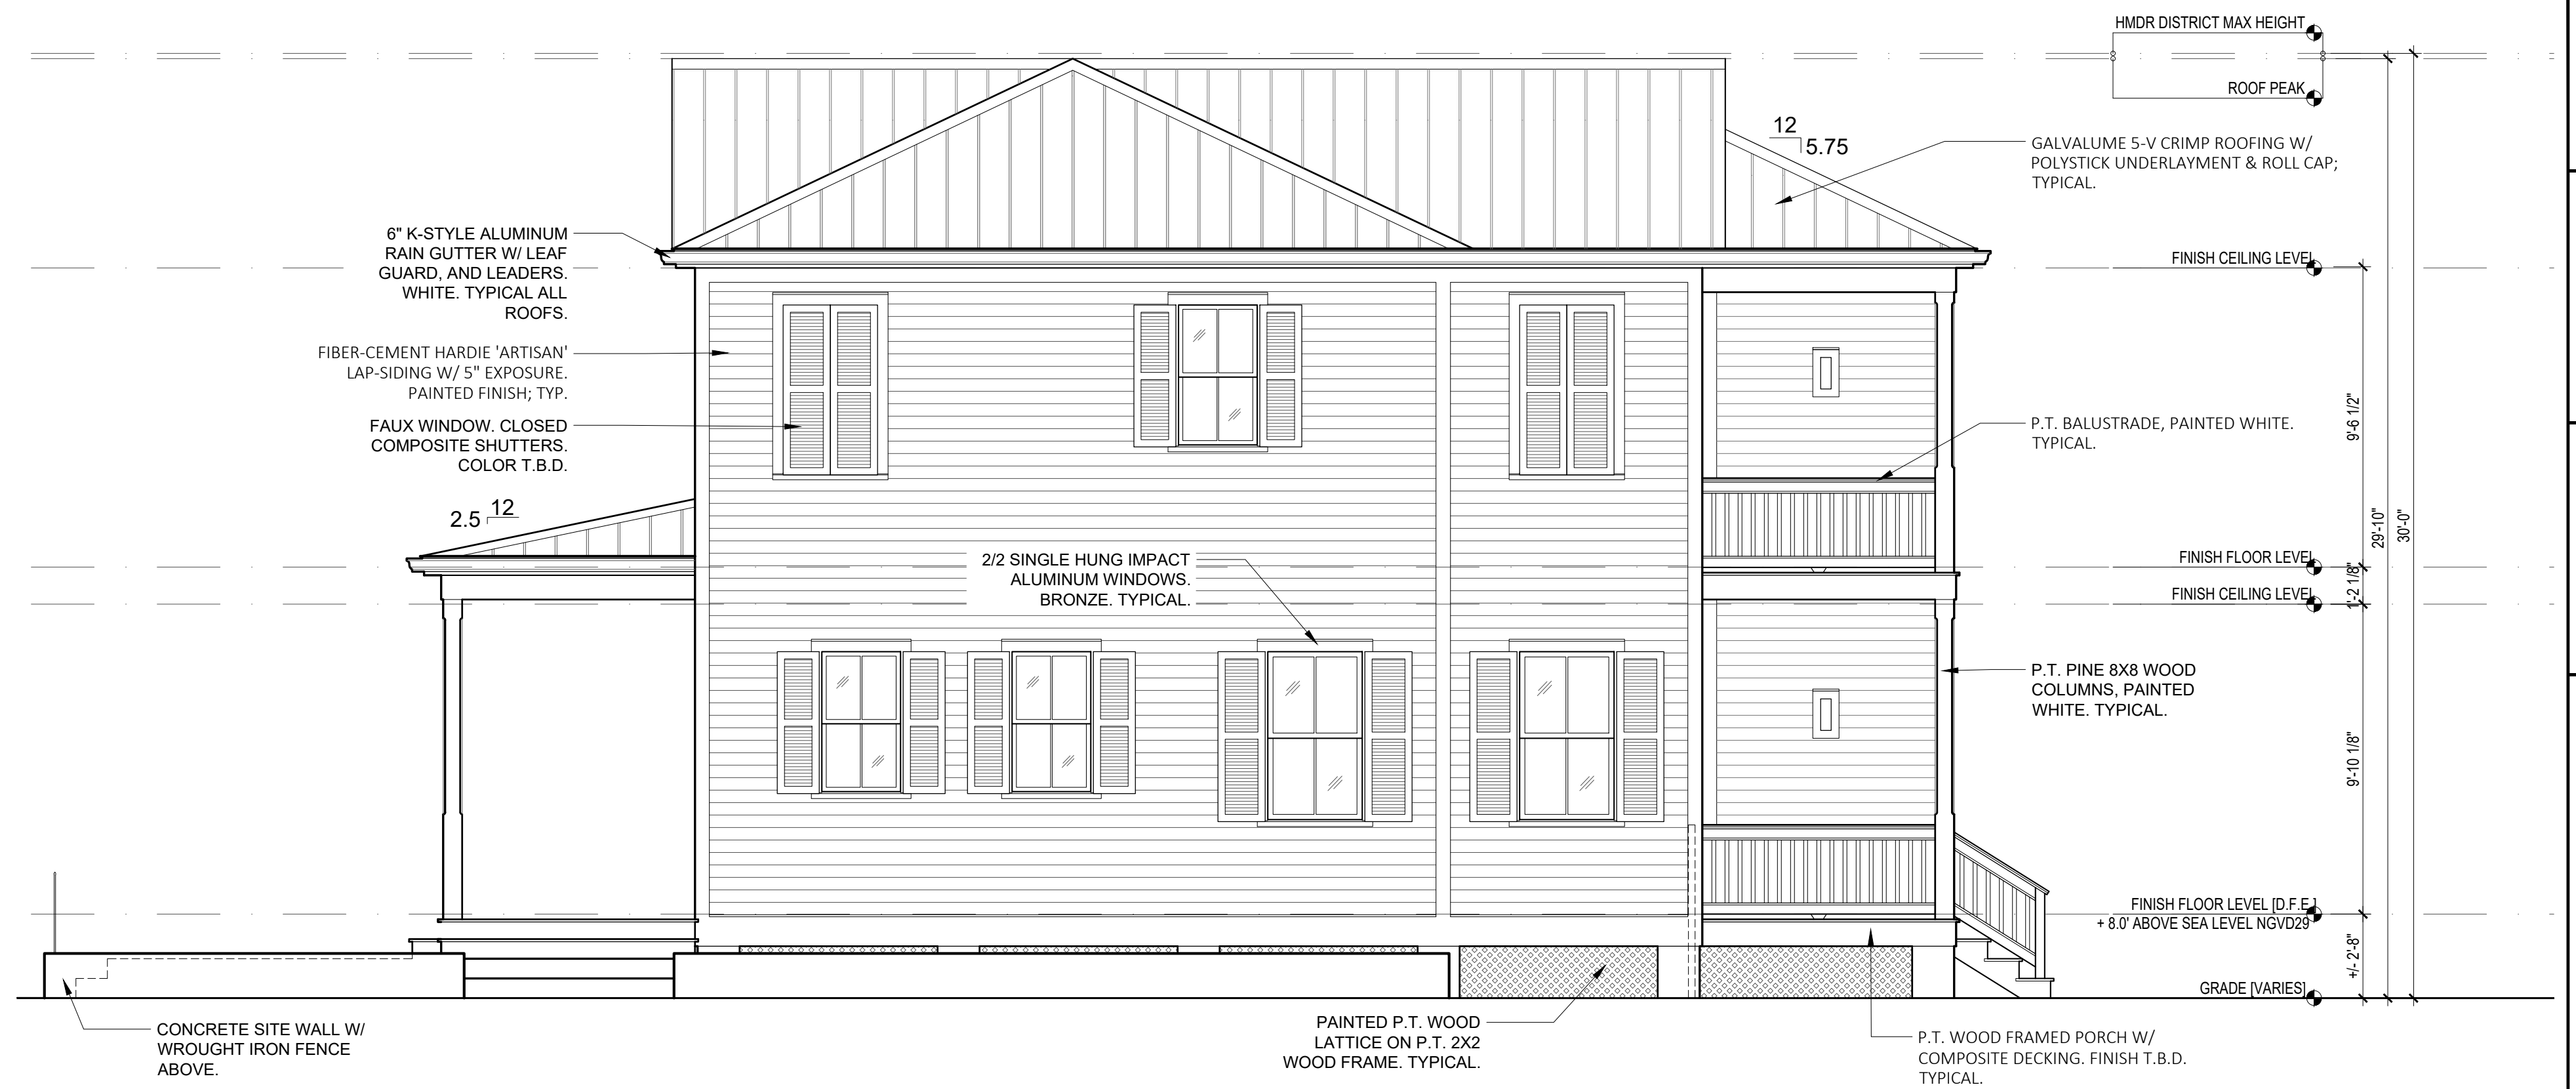 HMDR DISTRICT MAX HEIGHT
ROOF PEAK
12
5.75
GALVALUME 5-V CRIMP ROOFING W/
POLYSTICK UNDERLAYMENT & ROLL CAP;
TYPICAL.
6" K-STYLE ALUMINUM
RAIN GUTTER W/ LEAF
GUARD, AND LEADERS.
WHITE. TYPICAL ALL
ROOFS.
FINISH CEILING LEVEL
FIBER-CEMENT HARDIE 'ARTISAN'
LAP-SIDING W/ 5" EXPOSURE.
PAINTED FINISH; TYP.
FAUX WINDOW. CLOSED
COMPOSITE SHUTTERS.
COLOR T.B.D.
9'-6 1/2"
P.T. BALUSTRADE, PAINTED WHITE.
TYPICAL.
2.5 12
29'-10"
30'-0"
2/2 SINGLE HUNG IMPACT
ALUMINUM WINDOWS.
BRONZE. TYPICAL.
FINISH FLOOR LEVEL
1'-2 1/8"
FINISH CEILING LEVEL
P.T. PINE 8X8 WOOD
COLUMNS, PAINTED
WHITE. TYPICAL.
9'-10 1/8"
FINISH FLOOR LEVEL [D.F.E.]
+ 8.0' ABOVE SEA LEVEL NGVD29
+/- 2'-8"
GRADE [VARIES]
CONCRETE SITE WALL W/
WROUGHT IRON FENCE
ABOVE.
PAINTED P.T. WOOD
LATTICE ON P.T. 2X2
WOOD FRAME. TYPICAL.
P.T. WOOD FRAMED PORCH W/
COMPOSITE DECKING. FINISH T.B.D.
TYPICAL.